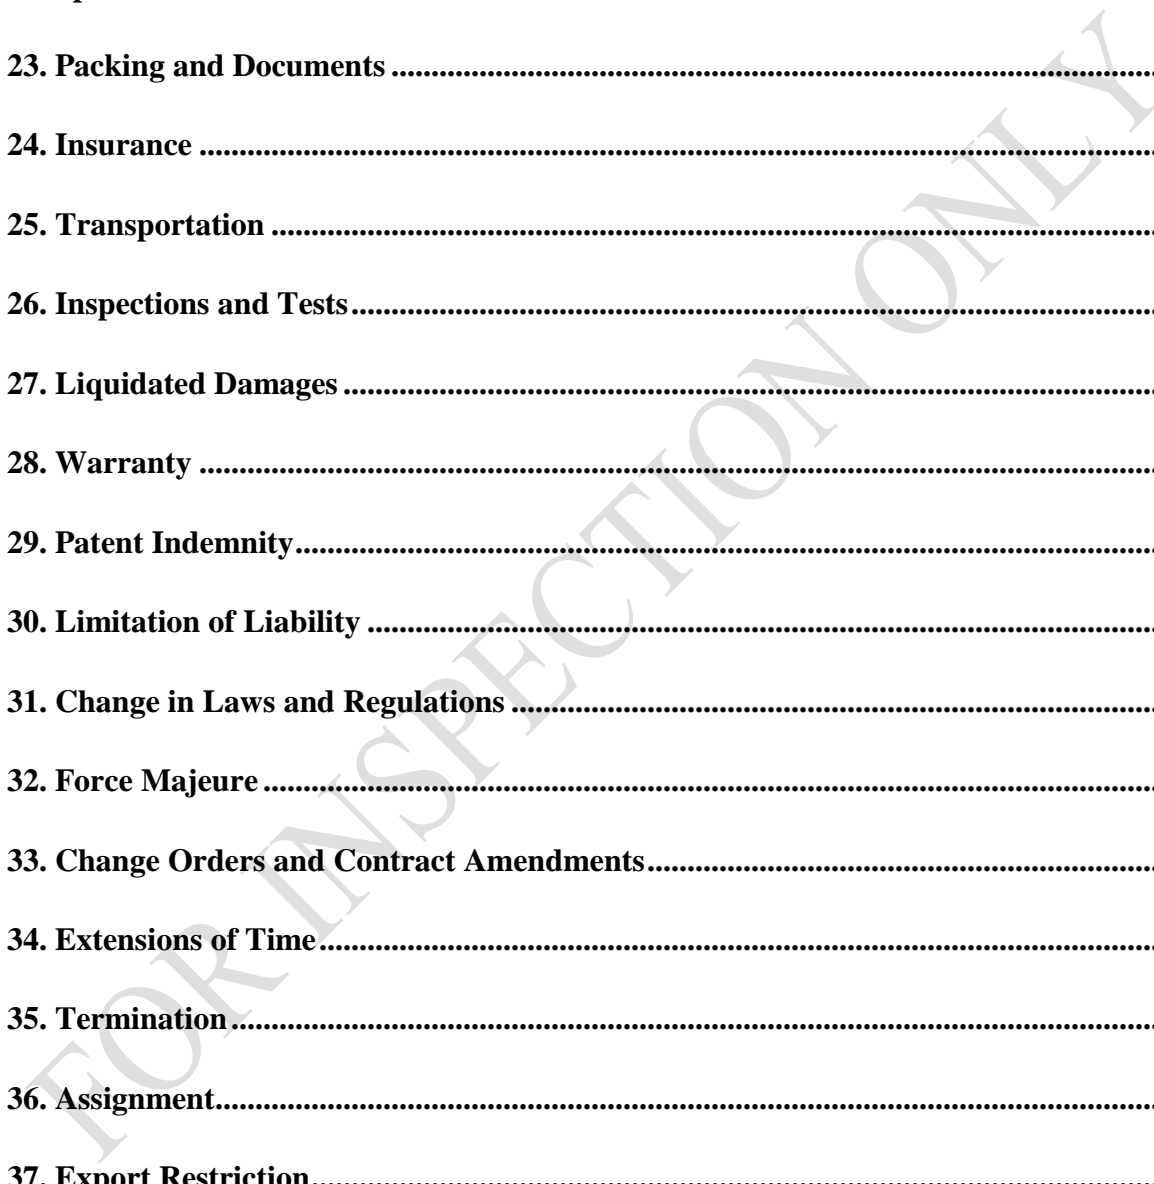 23. Packing and Documents ................................................................................................
24. Insurance ........................................................................................................................
25. Transportation ...............................................................................................................
26. Inspections and Tests .....................................................................................................
27. Liquidated Damages ......................................................................................................
28. Warranty ........................................................................................................................
29. Patent Indemnity ............................................................................................................
30. Limitation of Liability ...................................................................................................
31. Change in Laws and Regulations .................................................................................
32. Force Majeure ................................................................................................................
33. Change Orders and Contract Amendments ................................................................
34. Extensions of Time .........................................................................................................
35. Termination ....................................................................................................................
36. Assignment ......................................................................................................................
37. Export Restriction ..........................................................................................................
FOR INSPECTION ONLY